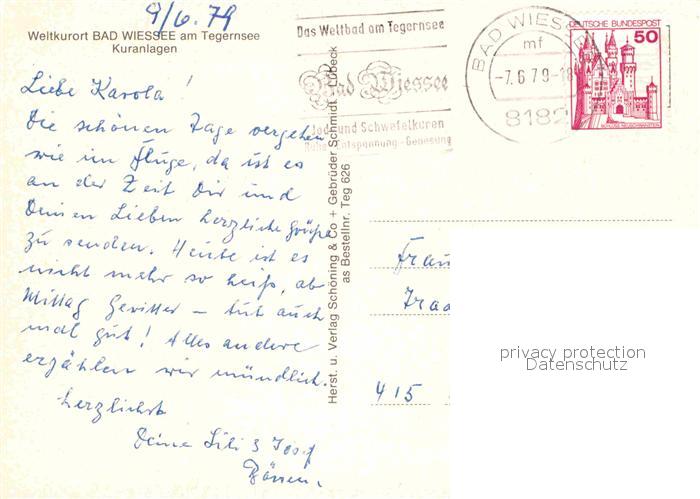 9/6.79
Weltkurort BAD WIESSEE am Tegernsee
Kuranlagen
Liebe Karola!
Die schönen Tage vergehen
wie im Fluge, da ist es
an der Zeit Dir und
Deinen Lieben herzliche Grüße
zu senden. Heute ist es
nicht mehr so heiß, ab
Mittag Gewitter – tut auch
mal gut! Alles andere
erzählen wir mündlich.
Herzlichst
Deine Lili & Josef
Herst. u. Verlag Schöning & Co + Gebrüder Schmidt, Lübeck
as Bestellnr. Teg 626
Das Weltbad am Tegernsee
Bad Wiessee
Jod- und Schwefelkuren
Ruhe · Entspannung · Genesung
BAD WIESSEE
mf
-7.6.79-18
8182
DEUTSCHE BUNDESPOST
50
Frau
415
privacy protection
Datenschutz